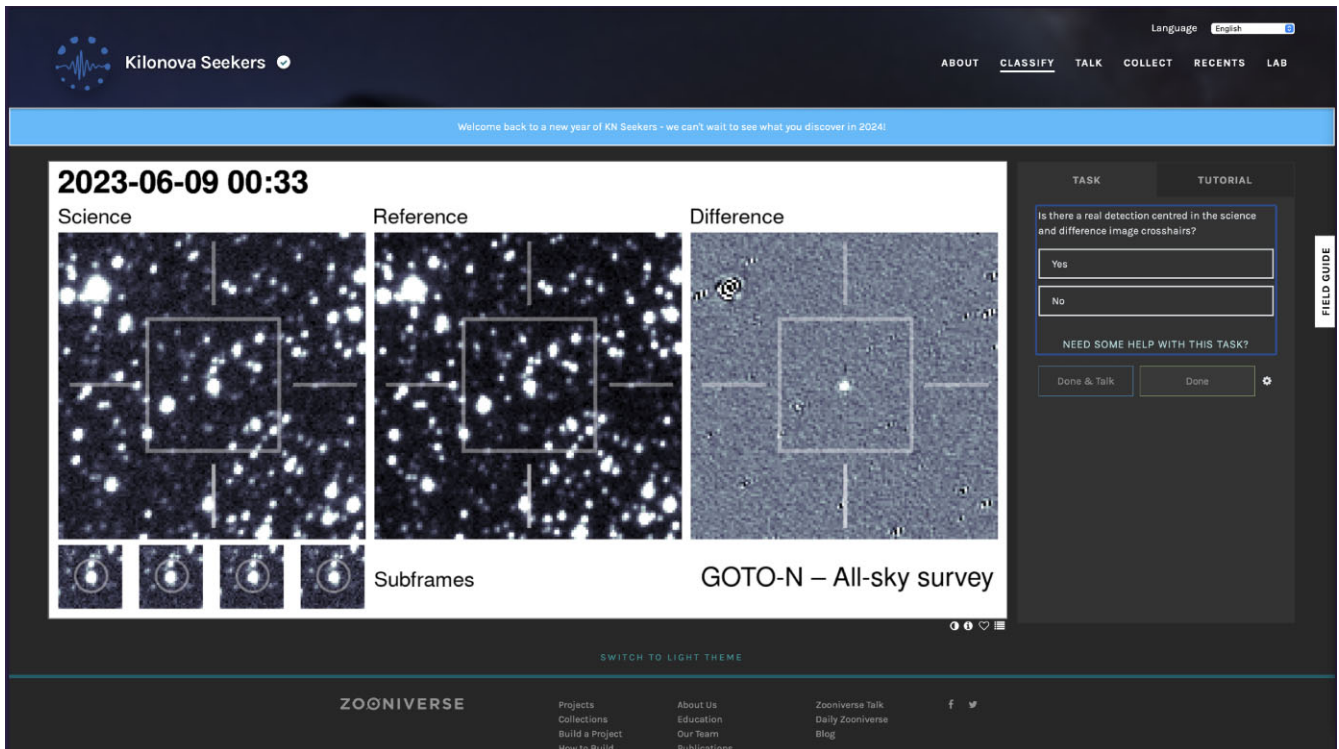 Language English
Kilonova Seekers
ABOUT CLASSIFY TALK COLLECT RECENTS LAB
Welcome back to a new year of KN Seekers - we can't wait to see what you discover in 2024!
2023-06-09 00:33
Science Reference Difference
Subframes
GOTO-N – All-sky survey
TASK TUTORIAL
Is there a real detection centred in the science
and difference image crosshairs?
Yes
No
NEED SOME HELP WITH THIS TASK?
Done & Talk Done
FIELD GUIDE
SWITCH TO LIGHT THEME
ZOONIVERSE
Projects
Collections
Build a Project
How to Build
About Us
Education
Our Team
Publications
Zooniverse Talk
Daily Zooniverse
Blog